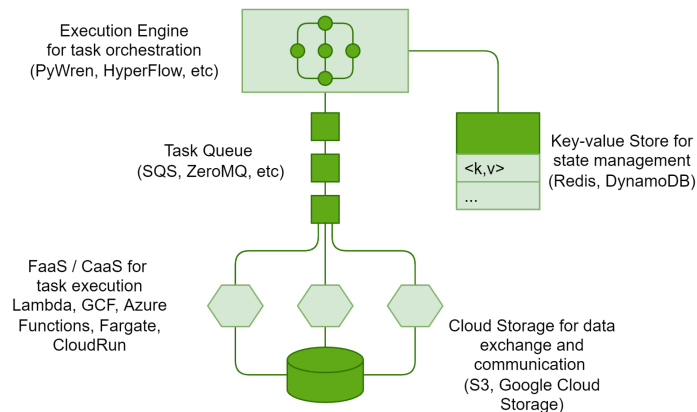 Execution Engine
for task orchestration
(PyWren, HyperFlow, etc)
Task Queue
(SQS, ZeroMQ, etc)
Key-value Store for
state management
(Redis, DynamoDB)
<k,v>
...
FaaS / CaaS for
task execution
Lambda, GCF, Azure
Functions, Fargate,
CloudRun
Cloud Storage for data
exchange and
communication
(S3, Google Cloud
Storage)